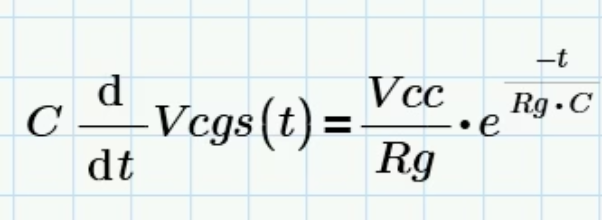 C d/dt Vcgs(t) = Vcc/Rg · e^(-t/(Rg · C))